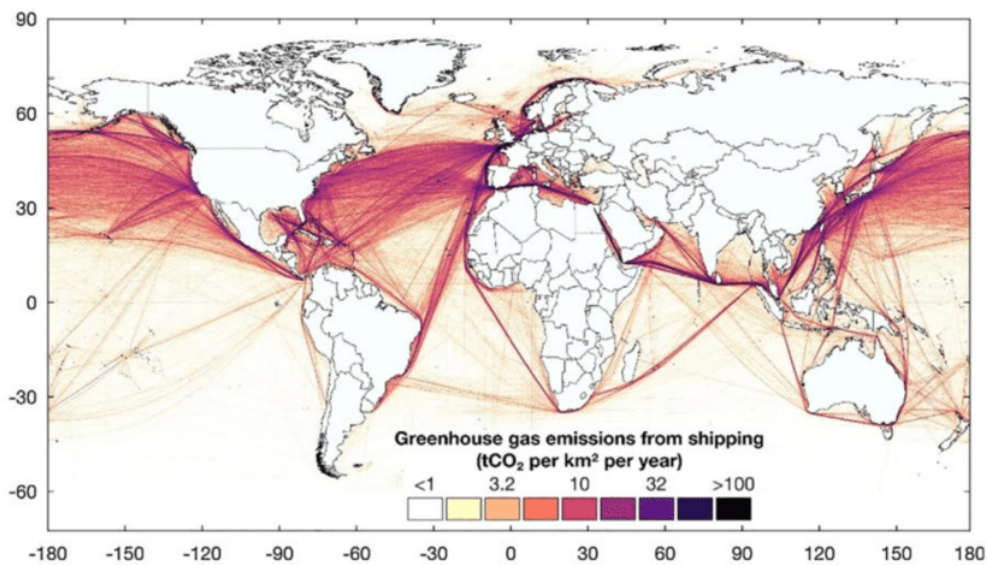 90
60
30
0
-30
-60
Greenhouse gas emissions from shipping
(tCO₂ per km² per year)
<1 3.2 10 32 >100
-180 -150 -120 -90 -60 -30 0 30 60 90 120 150 180